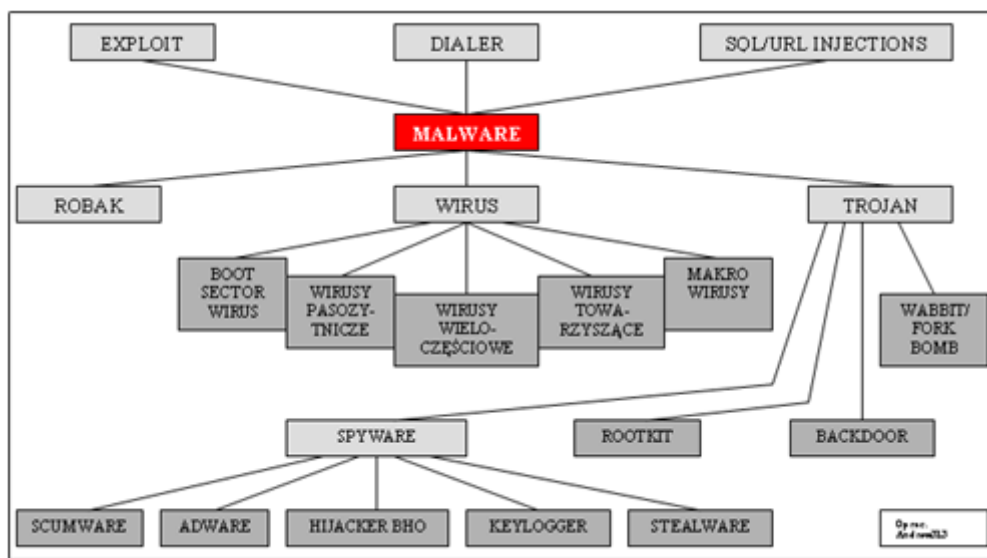 EXPLOIT
DIALER
SQL/URL INJECTIONS
MALWARE
ROBAK
WIRUS
TROJAN
BOOT
SECTOR
WIRUS
WIRUSY
PASOZY-
TNICZE
WIRUSY
WIELO-
CZĘŚCIOWE
WIRUSY
TOWA-
RZYSZĄCE
MAKRO
WIRUSY
WABBIT/
FORK
BOMB
SPYWARE
ROOTKIT
BACKDOOR
SCUMWARE
ADWARE
HIJACKER BHO
KEYLOGGER
STEALWARE